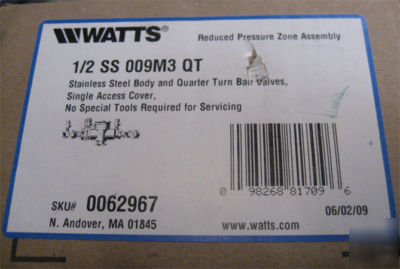 WATTS®
Reduced Pressure Zone Assembly
1/2 SS 009M3 QT
Stainless Steel Body and Quarter Turn Ball Valves,
Single Access Cover,
No Special Tools Required for Servicing
0 98268 81709 6
SKU# 0062967
06/02/09
N. Andover, MA 01845
www.watts.com